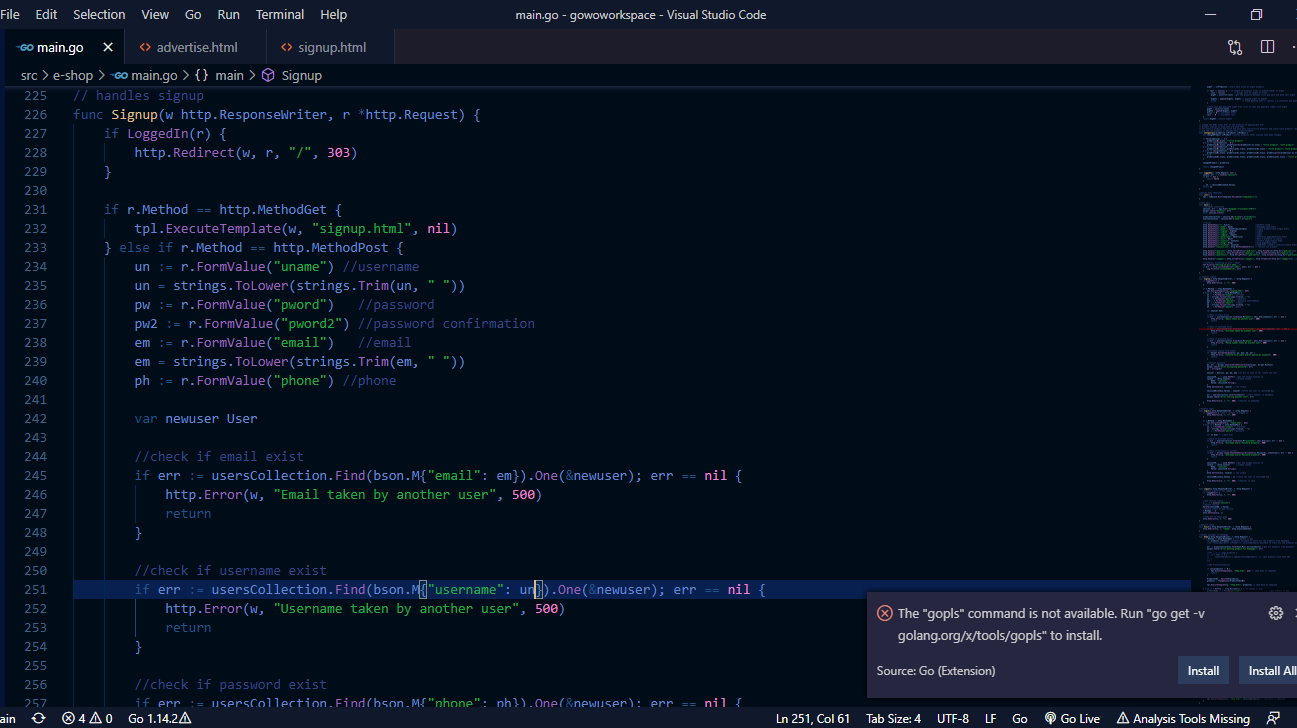 File Edit Selection View Go Run Terminal Help main.go - gowoworkspace - Visual Studio Code
GO main.go × <> advertise.html <> signup.html
src > e-shop > GO main.go > {} main > Signup
225 // handles signup
226 func Signup(w http.ResponseWriter, r *http.Request) {
227 if LoggedIn(r) {
228 http.Redirect(w, r, "/", 303)
229 }
230
231 if r.Method == http.MethodGet {
232 tpl.ExecuteTemplate(w, "signup.html", nil)
233 } else if r.Method == http.MethodPost {
234 un := r.FormValue("uname") //username
235 un = strings.ToLower(strings.Trim(un, " "))
236 pw := r.FormValue("pword") //password
237 pw2 := r.FormValue("pword2") //password confirmation
238 em := r.FormValue("email") //email
239 em = strings.ToLower(strings.Trim(em, " "))
240 ph := r.FormValue("phone") //phone
241
242 var newuser User
243
244 //check if email exist
245 if err := usersCollection.Find(bson.M{"email": em}).One(&newuser); err == nil {
246 http.Error(w, "Email taken by another user", 500)
247 return
248 }
249
250 //check if username exist
251 if err := usersCollection.Find(bson.M{"username": un}).One(&newuser); err == nil {
252 http.Error(w, "Username taken by another user", 500)
253 return
254 }
255
256 //check if password exist
257 if err := usersCollection.Find(bson.M{"phone": ph}).One(&newuser); err == nil {
The "gopls" command is not available. Run "go get -v
golang.org/x/tools/gopls" to install.
Source: Go (Extension) Install Install All
ain 4 0 Go 1.14.2 Ln 251, Col 61 Tab Size: 4 UTF-8 LF Go Go Live Analysis Tools Missing